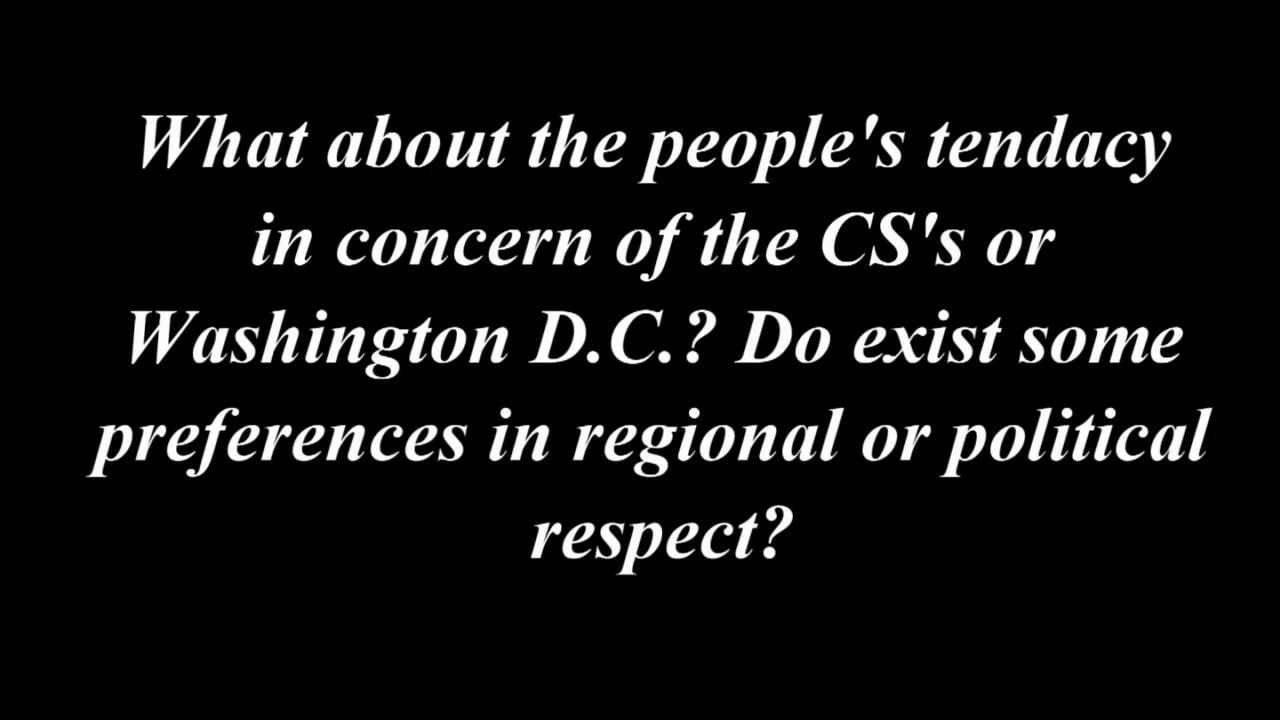 What about the people's tendacy
in concern of the CS's or
Washington D.C.? Do exist some
preferences in regional or political
respect?